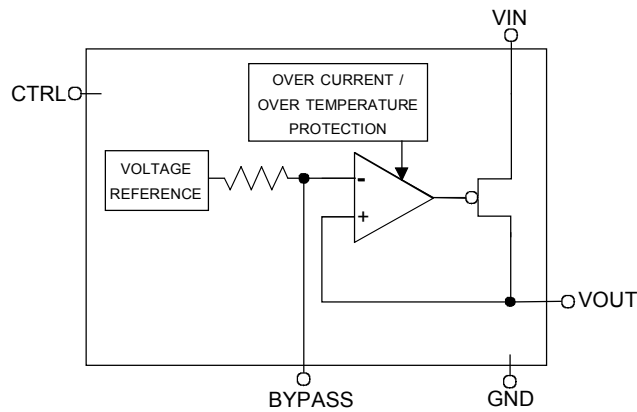 VIN
CTRL
OVER CURRENT /
OVER TEMPERATURE
PROTECTION
VOLTAGE
REFERENCE
-
+
VOUT
BYPASS
GND